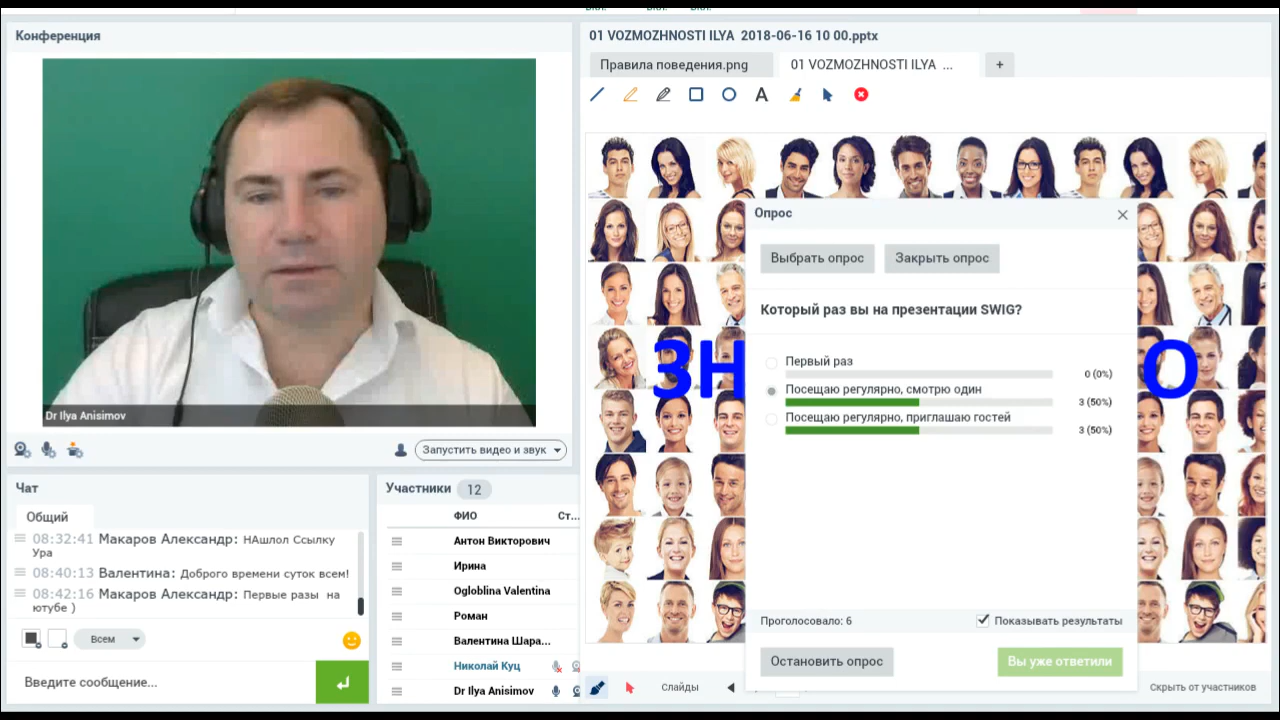 Конференция
Dr Ilya Anisimov
Запустить видео и звук
Чат
Общий
08:32:41 Макаров Александр: НАшлол Ссылку
Ура
08:40:13 Валентина: Доброго времени суток всем!
08:42:16 Макаров Александр: Первые разы на
ютубе )
Всем
Введите сообщение...
Участники 12
ФИО Ст...
Антон Викторович
Ирина
Ogloblina Valentina
Роман
Валентина Шара...
Николай Куц
Dr Ilya Anisimov
01 VOZMOZHNOSTI ILYA 2018-06-16 10 00.pptx
Правила поведения.png 01 VOZMOZHNOSTI ILYA ... +
A
ЗН
О
Опрос
Выбрать опрос Закрыть опрос
Который раз вы на презентации SWIG?
Первый раз
0 (0%)
Посещаю регулярно, смотрю один
3 (50%)
Посещаю регулярно, приглашаю гостей
3 (50%)
Проголосовало: 6 Показывать результаты
Остановить опрос Вы уже ответили
Слайды Скрыть от участников